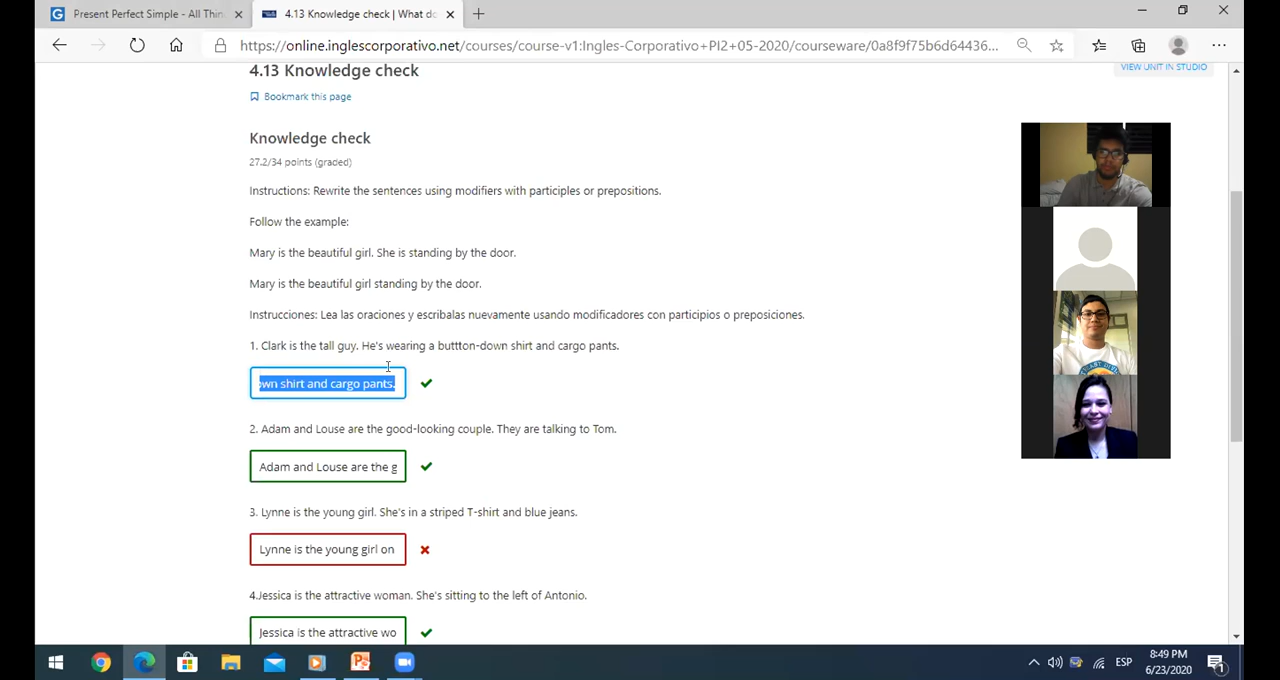 Present Perfect Simple - All Thin
4.13 Knowledge check | What do
https://online.inglescorporativo.net/courses/course-v1:Ingles-Corporativo+PI2+05-2020/courseware/0a8f9f75b6d64436...
4.13 Knowledge check
VIEW UNIT IN STUDIO
Bookmark this page
Knowledge check
27.2/34 points (graded)
Instructions: Rewrite the sentences using modifiers with participles or prepositions.
Follow the example:
Mary is the beautiful girl. She is standing by the door.
Mary is the beautiful girl standing by the door.
Instrucciones: Lea las oraciones y escribalas nuevamente usando modificadores con participios o preposiciones.
1. Clark is the tall guy. He's wearing a buttton-down shirt and cargo pants.
own shirt and cargo pants.
2. Adam and Louse are the good-looking couple. They are talking to Tom.
Adam and Louse are the g
3. Lynne is the young girl. She's in a striped T-shirt and blue jeans.
Lynne is the young girl on
4.Jessica is the attractive woman. She's sitting to the left of Antonio.
Jessica is the attractive wo
ESP
8:49 PM
6/23/2020
1